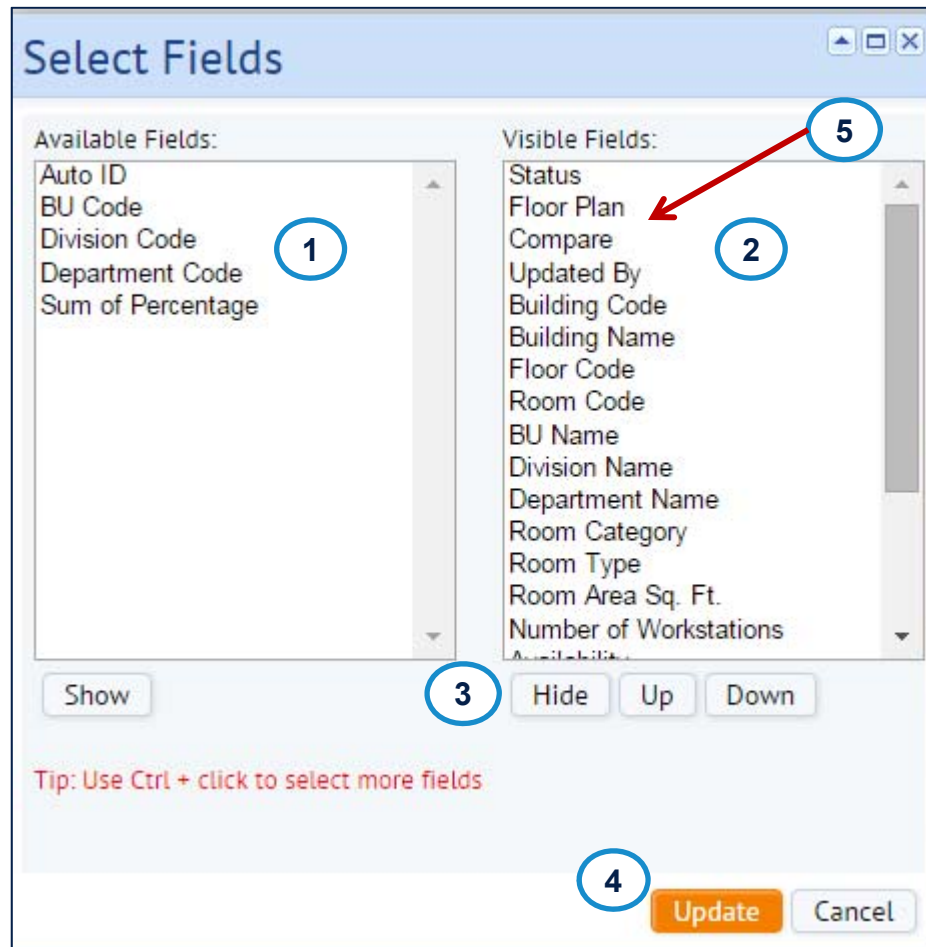 Select Fields
Available Fields:
Auto ID
BU Code
Division Code
Department Code
Sum of Percentage
1
Visible Fields:
5
Status
Floor Plan
Compare
2
Updated By
Building Code
Building Name
Floor Code
Room Code
BU Name
Division Name
Department Name
Room Category
Room Type
Room Area Sq. Ft.
Number of Workstations
Availability
Show
3
Hide
Up
Down
Tip: Use Ctrl + click to select more fields
4
Update
Cancel